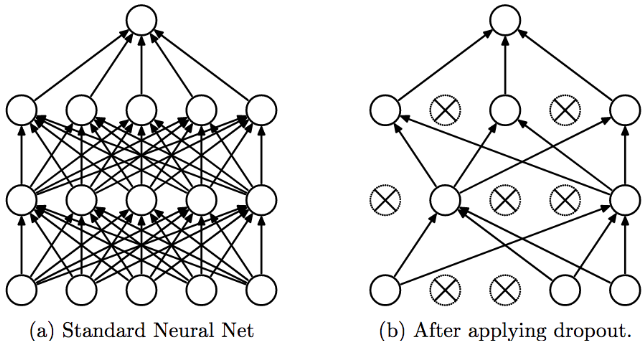 (a) Standard Neural Net
(b) After applying dropout.